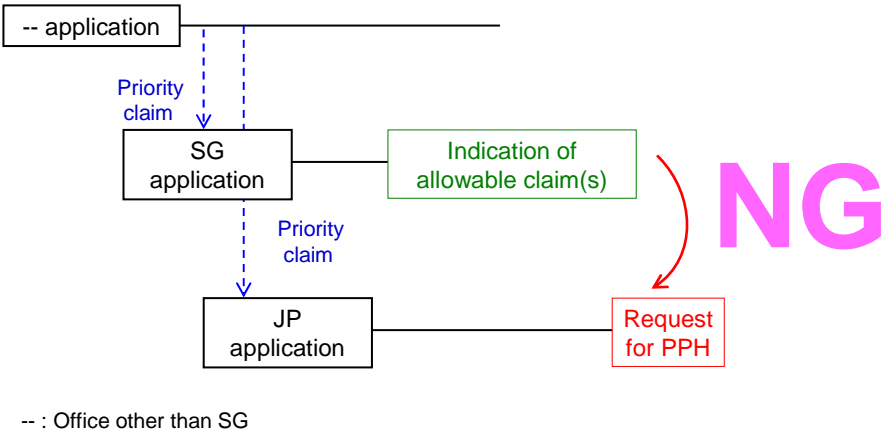 -- application
Priority
claim
SG
application
Indication of
allowable claim(s)
NG
Priority
claim
JP
application
Request
for PPH
-- : Office other than SG